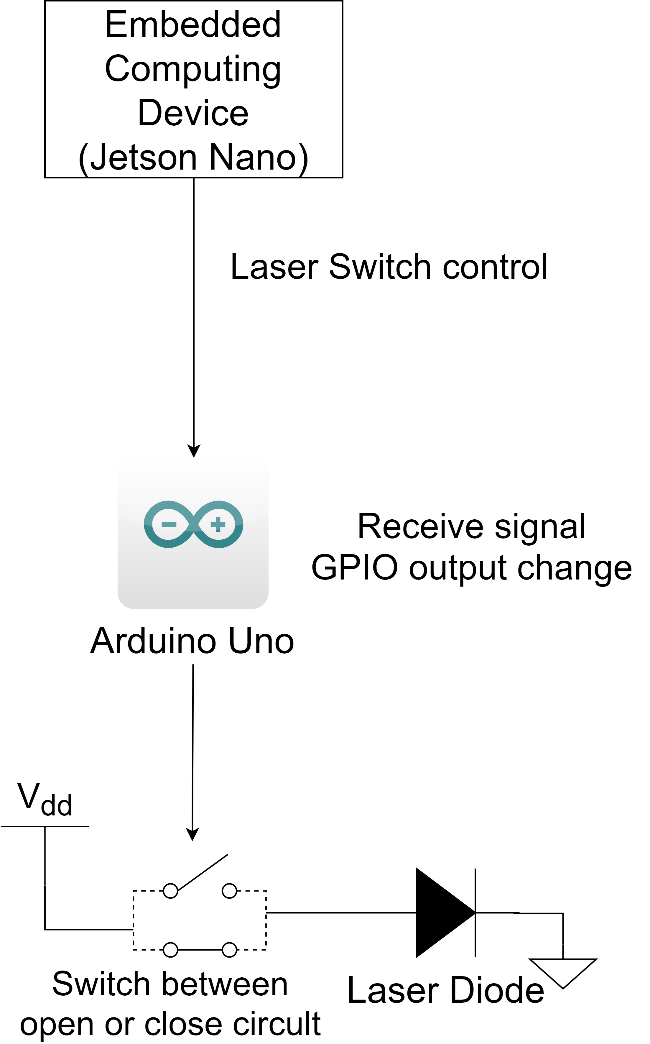 Embedded
Computing
Device
(Jetson Nano)
Laser Switch control
Receive signal
GPIO output change
Arduino Uno
Vdd
Switch between
open or close circult
Laser Diode